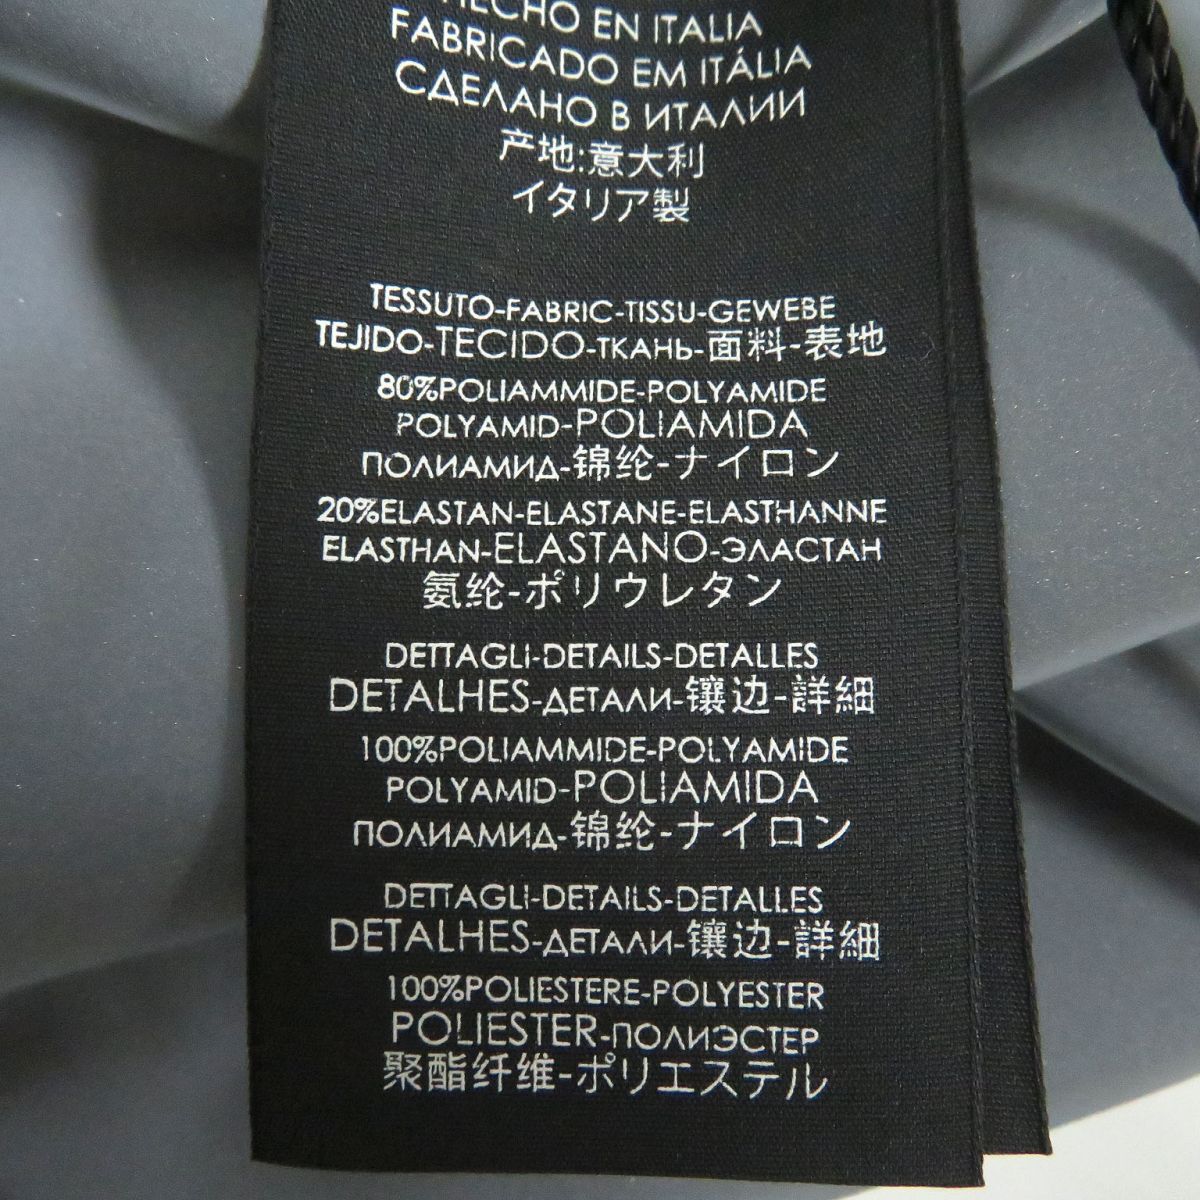 HECHO EN ITALIA
FABRICADO EM ITÁLIA
СДЕЛАНО В ИТАЛИИ
产地:意大利
イタリア製
TESSUTO-FABRIC-TISSU-GEWEBE
TEJIDO-TECIDO-ТКАНЬ-面料-表地
80%POLIAMMIDE-POLYAMIDE
POLYAMID-POLIAMIDA
ПОЛИАМИД-锦纶-ナイロン
20%ELASTAN-ELASTANE-ELASTHANNE
ELASTHAN-ELASTANO-ЭЛАСТАН
氨纶-ポリウレタン
DETTAGLI-DETAILS-DETALLES
DETALHES-ДЕТАЛИ-镶边-詳細
100%POLIAMMIDE-POLYAMIDE
POLYAMID-POLIAMIDA
ПОЛИАМИД-锦纶-ナイロン
DETTAGLI-DETAILS-DETALLES
DETALHES-ДЕТАЛИ-镶边-詳細
100%POLIESTERE-POLYESTER
POLIESTER-ПОЛИЭСТЕР
聚酯纤维-ポリエステル